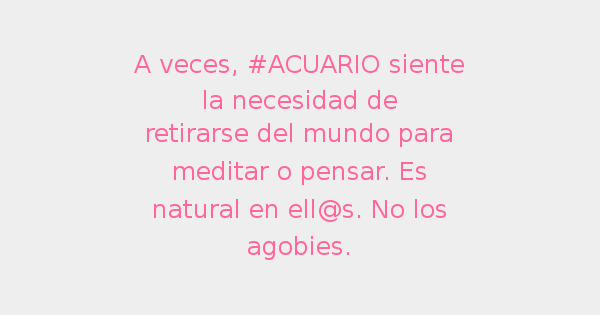 A veces, #ACUARIO siente
la necesidad de
retirarse del mundo para
meditar o pensar. Es
natural en ell@s. No los
agobies.